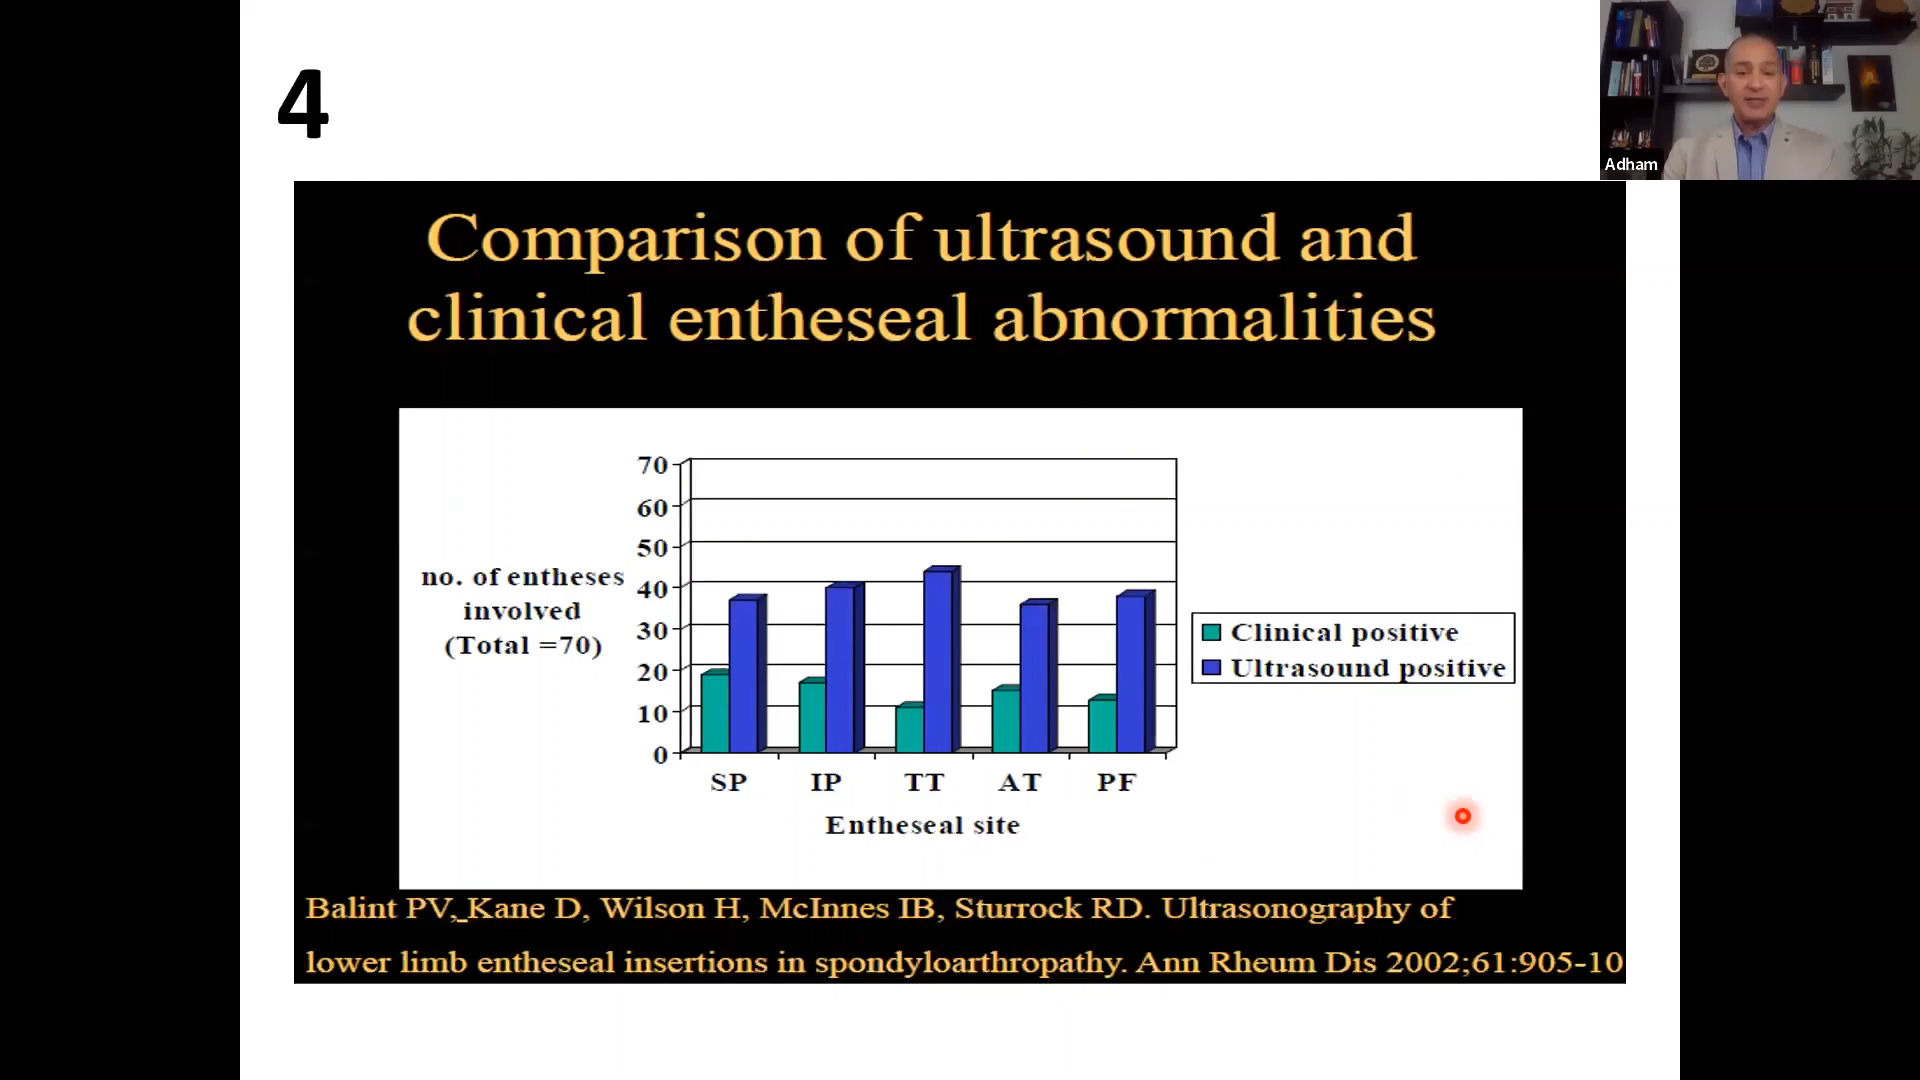 4
Adham
Comparison of ultrasound and
clinical entheseal abnormalities
70
60
50
40
30
20
10
0
no. of entheses
involved
(Total =70)
SP IP TT AT PF
Entheseal site
Clinical positive
Ultrasound positive
Balint PV, Kane D, Wilson H, McInnes IB, Sturrock RD. Ultrasonography of
lower limb entheseal insertions in spondyloarthropathy. Ann Rheum Dis 2002;61:905-10